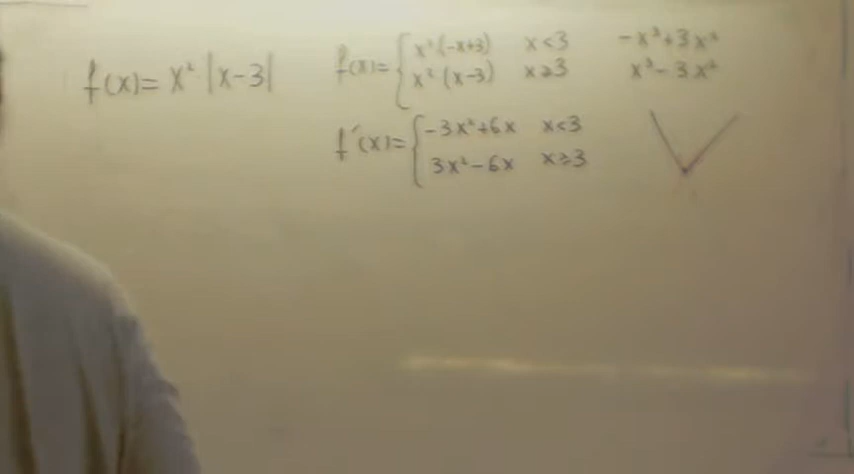 f(x)= x² |x-3|
f(x)= { x²(-x+3) x<3 -x³+3x²
x²(x-3) x≥3 x³-3x²
f'(x)= { -3x²+6x x<3
3x²-6x x≥3